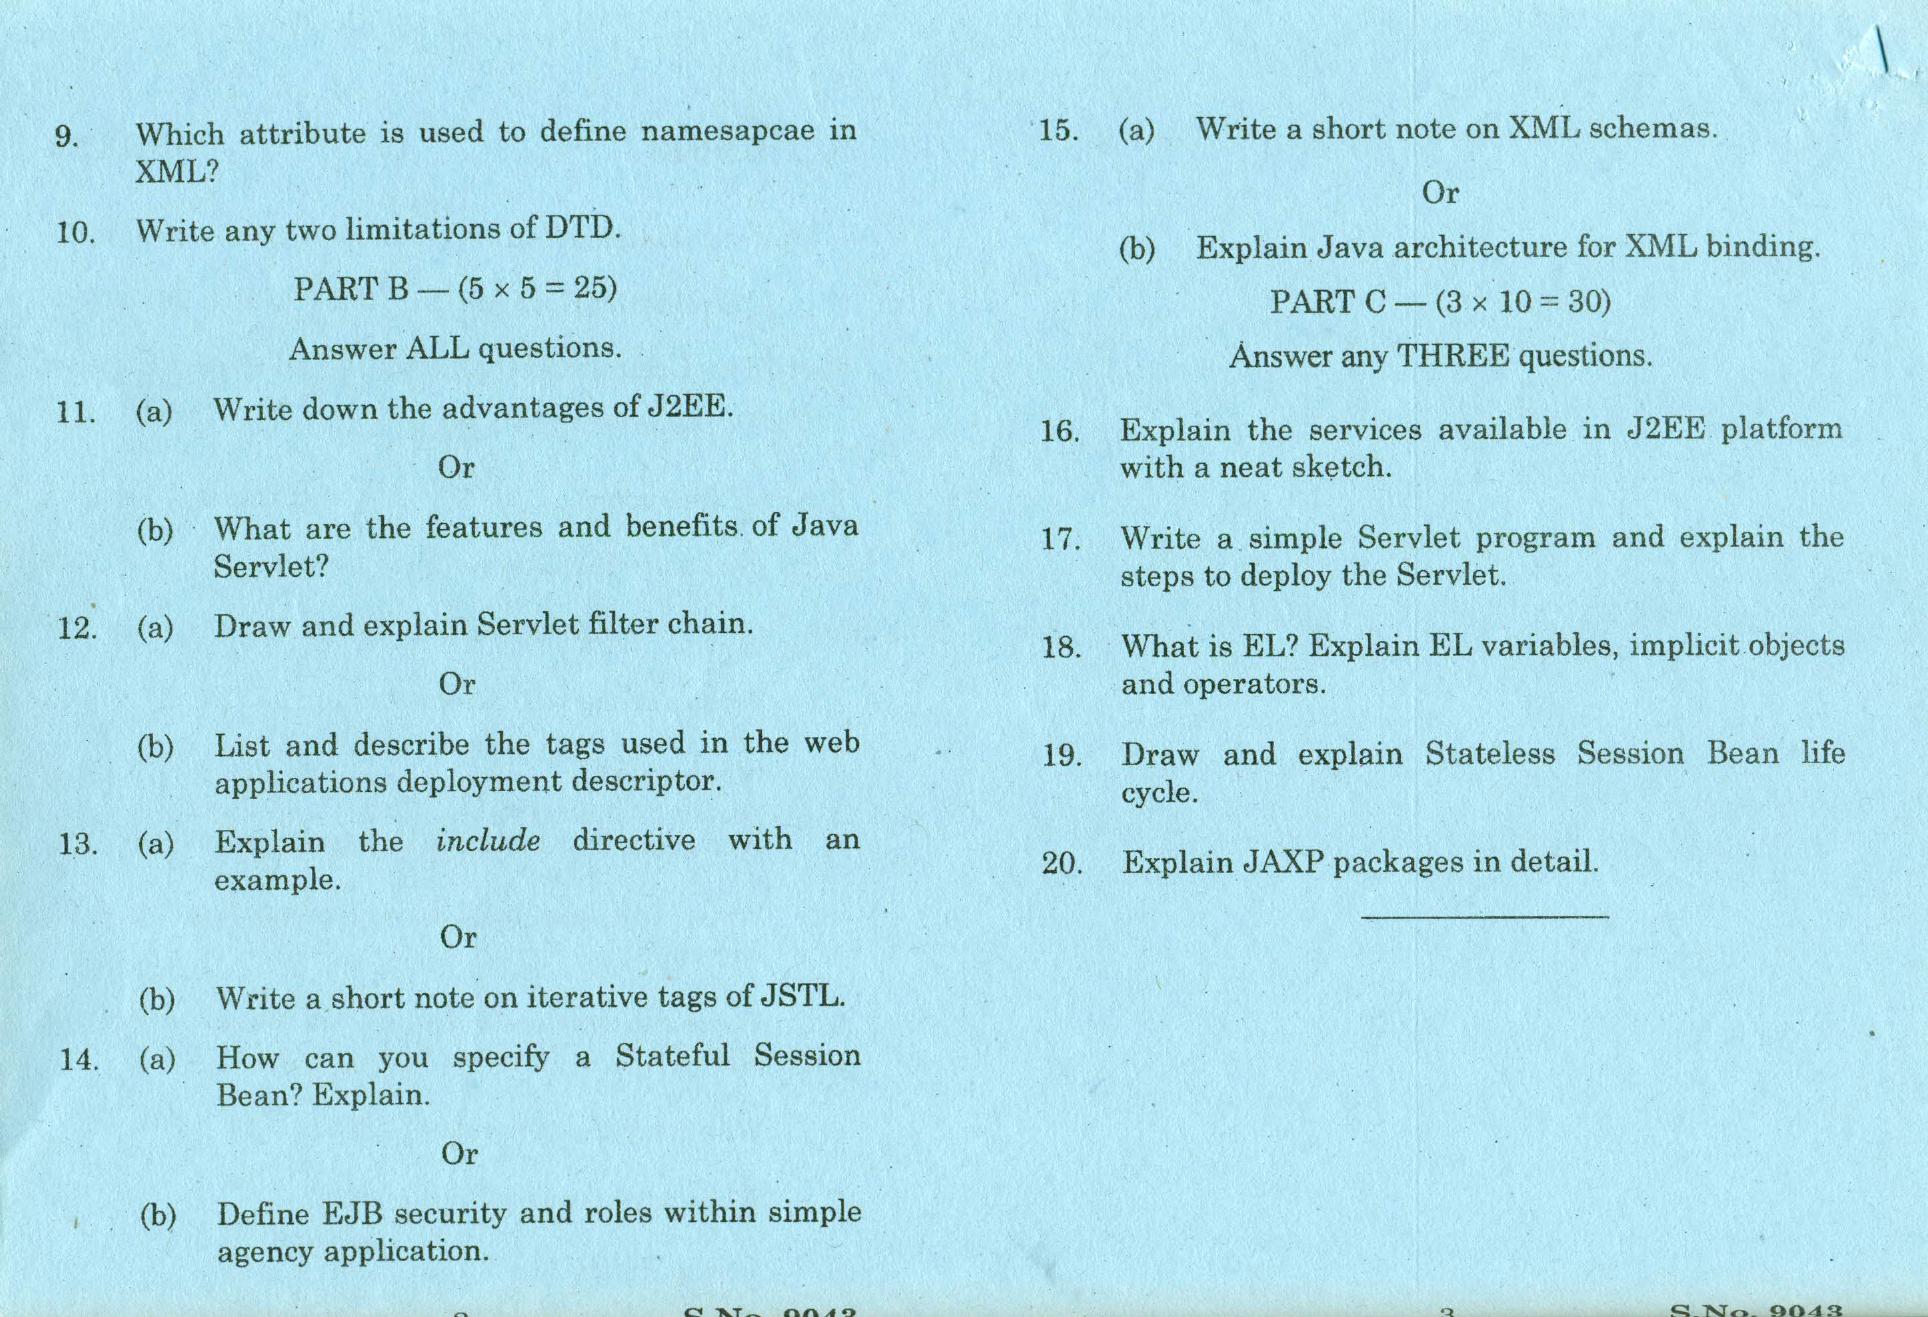 9. Which attribute is used to define namesapcae in
XML?
10. Write any two limitations of DTD.
PART B — (5 × 5 = 25)
Answer ALL questions.
11. (a) Write down the advantages of J2EE.
Or
(b) What are the features and benefits of Java
Servlet?
12. (a) Draw and explain Servlet filter chain.
Or
(b) List and describe the tags used in the web
applications deployment descriptor.
13. (a) Explain the include directive with an
example.
Or
(b) Write a short note on iterative tags of JSTL.
14. (a) How can you specify a Stateful Session
Bean? Explain.
Or
(b) Define EJB security and roles within simple
agency application.
S.No. 9043
15. (a) Write a short note on XML schemas.
Or
(b) Explain Java architecture for XML binding.
PART C — (3 × 10 = 30)
Answer any THREE questions.
16. Explain the services available in J2EE platform
with a neat sketch.
17. Write a simple Servlet program and explain the
steps to deploy the Servlet.
18. What is EL? Explain EL variables, implicit objects
and operators.
19. Draw and explain Stateless Session Bean life
cycle.
20. Explain JAXP packages in detail.
3 S.No. 9043